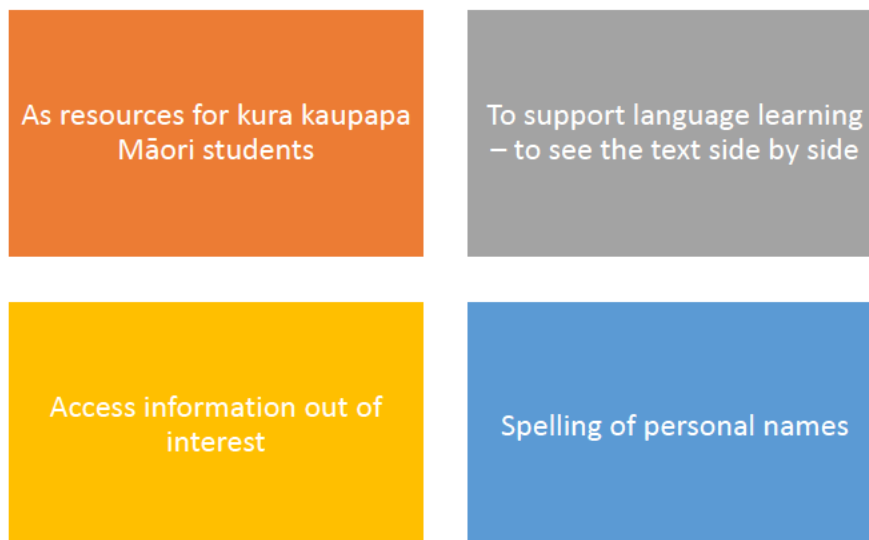 As resources for kura kaupapa
Māori students
To support language learning
– to see the text side by side
Access information out of
interest
Spelling of personal names